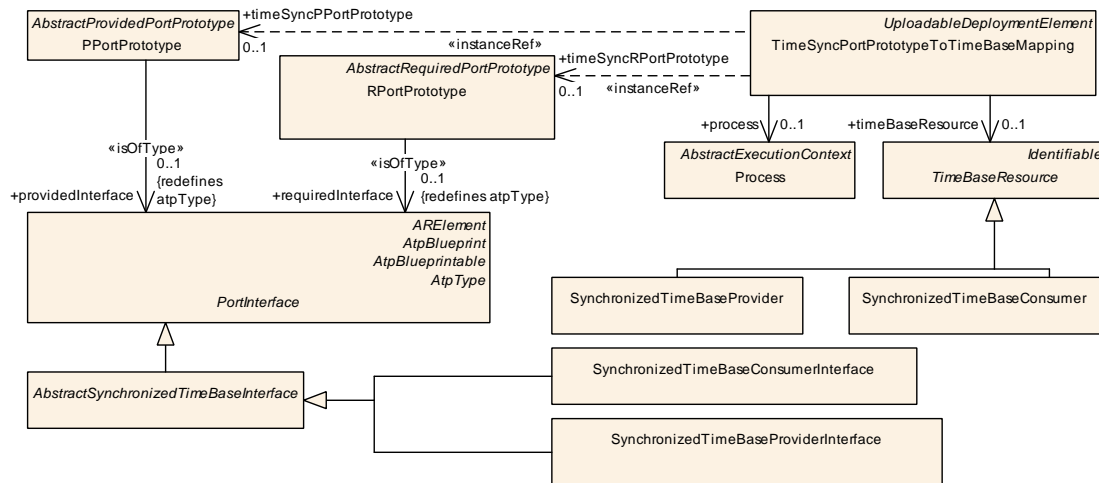 AbstractProvidedPortPrototype
PPortPrototype
+timeSyncPPortPrototype
0..1
«instanceRef»
UploadableDeploymentElement
TimeSyncPortPrototypeToTimeBaseMapping
AbstractRequiredPortPrototype
RPortPrototype
+timeSyncRPortPrototype
0..1
«instanceRef»
+process
0..1
+timeBaseResource
0..1
«isOfType»
0..1
{redefines
atpType}
+providedInterface
«isOfType»
0..1
{redefines atpType}
+requiredInterface
AbstractExecutionContext
Process
Identifiable
TimeBaseResource
ARElement
AtpBlueprint
AtpBlueprintable
AtpType
PortInterface
SynchronizedTimeBaseProvider
SynchronizedTimeBaseConsumer
AbstractSynchronizedTimeBaseInterface
SynchronizedTimeBaseConsumerInterface
SynchronizedTimeBaseProviderInterface